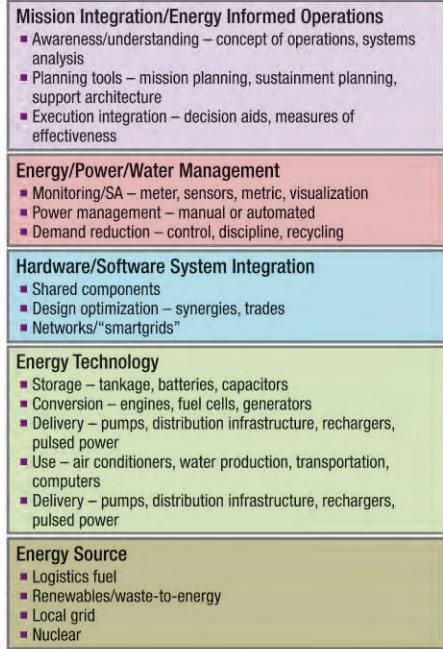 Mission Integration/Energy Informed Operations
■ Awareness/understanding – concept of operations, systems
analysis
■ Planning tools – mission planning, sustainment planning,
support architecture
■ Execution integration – decision aids, measures of
effectiveness
Energy/Power/Water Management
■ Monitoring/SA – meter, sensors, metric, visualization
■ Power management – manual or automated
■ Demand reduction – control, discipline, recycling
Hardware/Software System Integration
■ Shared components
■ Design optimization – synergies, trades
■ Networks/“smartgrids”
Energy Technology
■ Storage – tankage, batteries, capacitors
■ Conversion – engines, fuel cells, generators
■ Delivery – pumps, distribution infrastructure, rechargers,
pulsed power
■ Use – air conditioners, water production, transportation,
computers
■ Delivery – pumps, distribution infrastructure, rechargers,
pulsed power
Energy Source
■ Logistics fuel
■ Renewables/waste-to-energy
■ Local grid
■ Nuclear